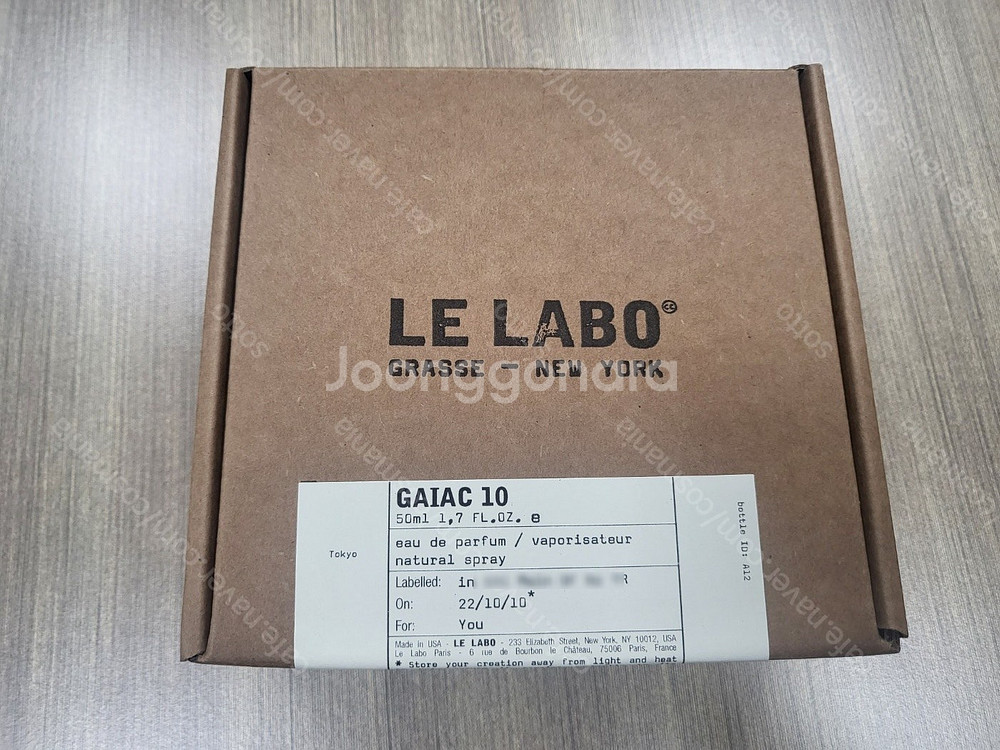 LE LABO
GRASSE — NEW YORK
Joonggonara
GAIAC 10
50ml 1,7 FL.OZ. e
eau de parfum / vaporisateur
natural spray
Tokyo
Labelled: in
On: 22/10/10*
For: You
Made in USA - LE LABO - 233 Elizabeth Street, New York, NY 10012, USA
Le Labo Paris - 6 rue de Bourbon le Château, 75006 Paris, France
* Store your creation away from light and heat
bottle ID: A12